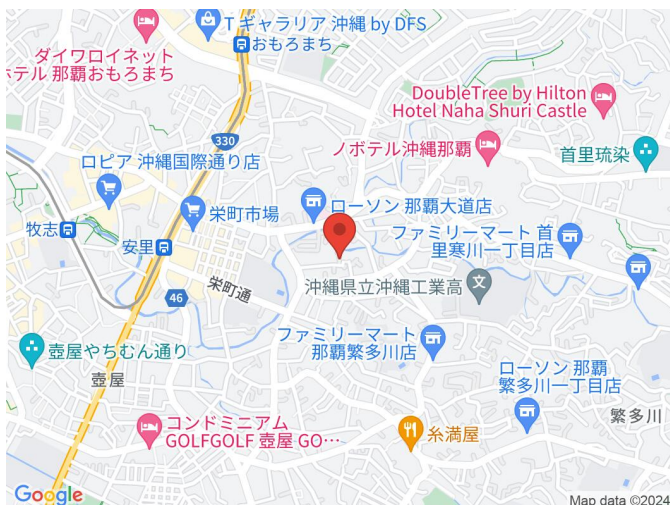 T ギャラリア 沖縄 by DFS
おもろまち
ダイワロイネット
ホテル 那覇おもろまち
DoubleTree by Hilton
Hotel Naha Shuri Castle
330
ノボテル沖縄那覇
首里琉染
ロピア 沖縄国際通り店
ローソン 那覇大道店
栄町市場
牧志
安里
ファミリーマート 首
里寒川一丁目店
栄町通
沖縄県立沖縄工業高
46
ファミリーマート
那覇繁多川店
壺屋やちむん通り
壺屋
ローソン 那覇
繁多川一丁目店
繁多川
コンドミニアム
GOLFGOLF 壺屋 GO…
糸満屋
Google
Map data ©2024